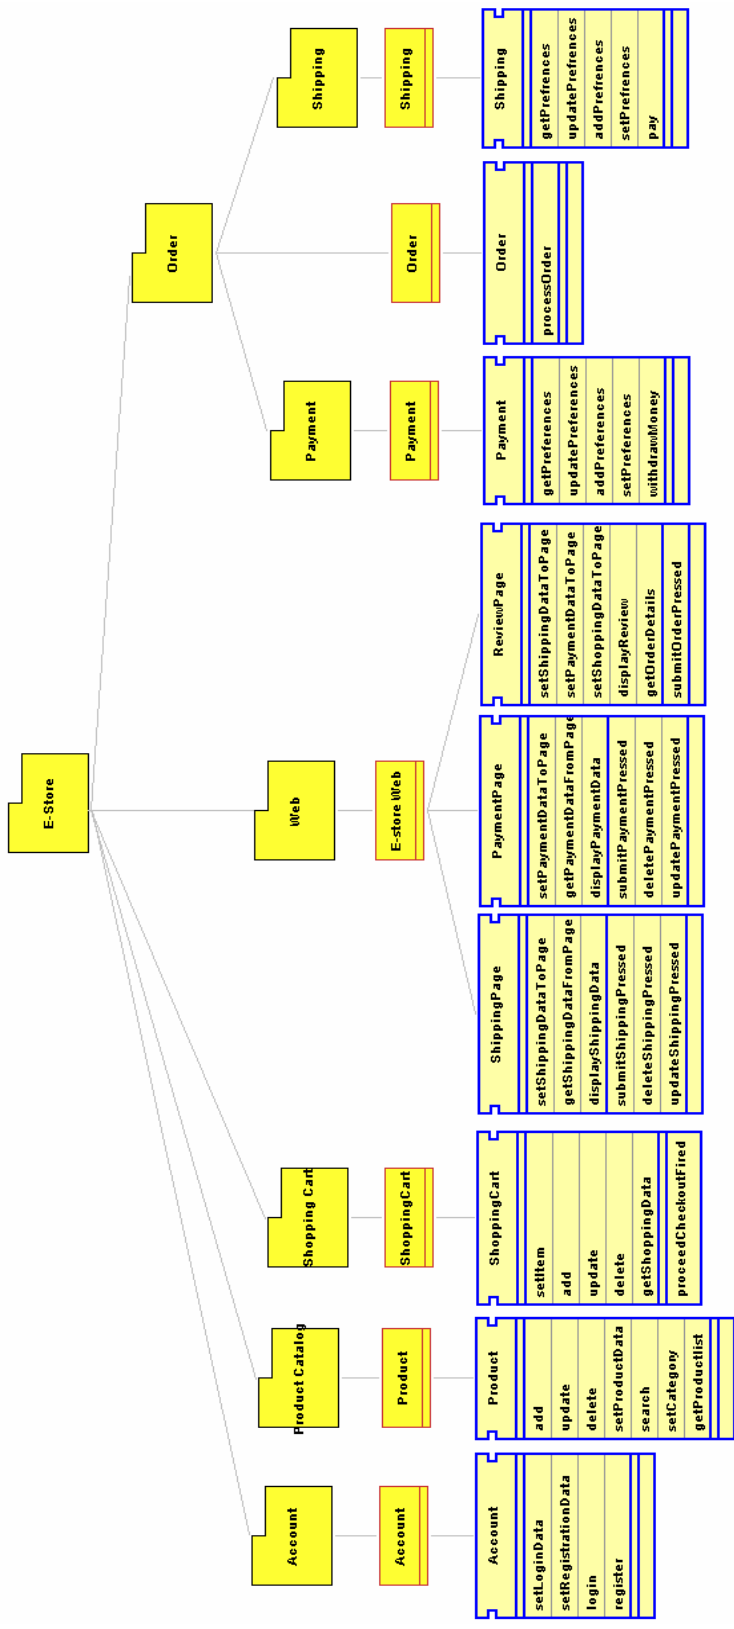 E-Store
Account
Product Catalog
Shopping Cart
Web
Order
Payment
Shipping
Account
Product
ShoppingCart
E-store Web
Payment
Order
Shipping
Account
setLoginData
setRegistrationData
login
register
Product
add
update
delete
setProductData
search
setCategory
getProductlist
ShoppingCart
setItem
add
update
delete
getShoppingData
proceedCheckoutFired
ShippingPage
setShippingDataToPage
getShippingDataFromPage
displayShippingData
submitShippingPressed
deleteShippingPressed
updateShippingPressed
PaymentPage
setPaymentDataToPage
getPaymentDataFromPage
displayPaymentData
submitPaymentPressed
deletePaymentPressed
updatePaymentPressed
ReviewPage
setShippingDataToPage
setPaymentDataToPage
setShoppingDataToPage
displayReview
getOrderDetails
submitOrderPressed
Payment
getPreferences
updatePreferences
addPreferences
setPreferences
withdrawMoney
Order
processOrder
Shipping
getPrefrences
updatePrefrences
addPrefrences
setPrefrences
pay